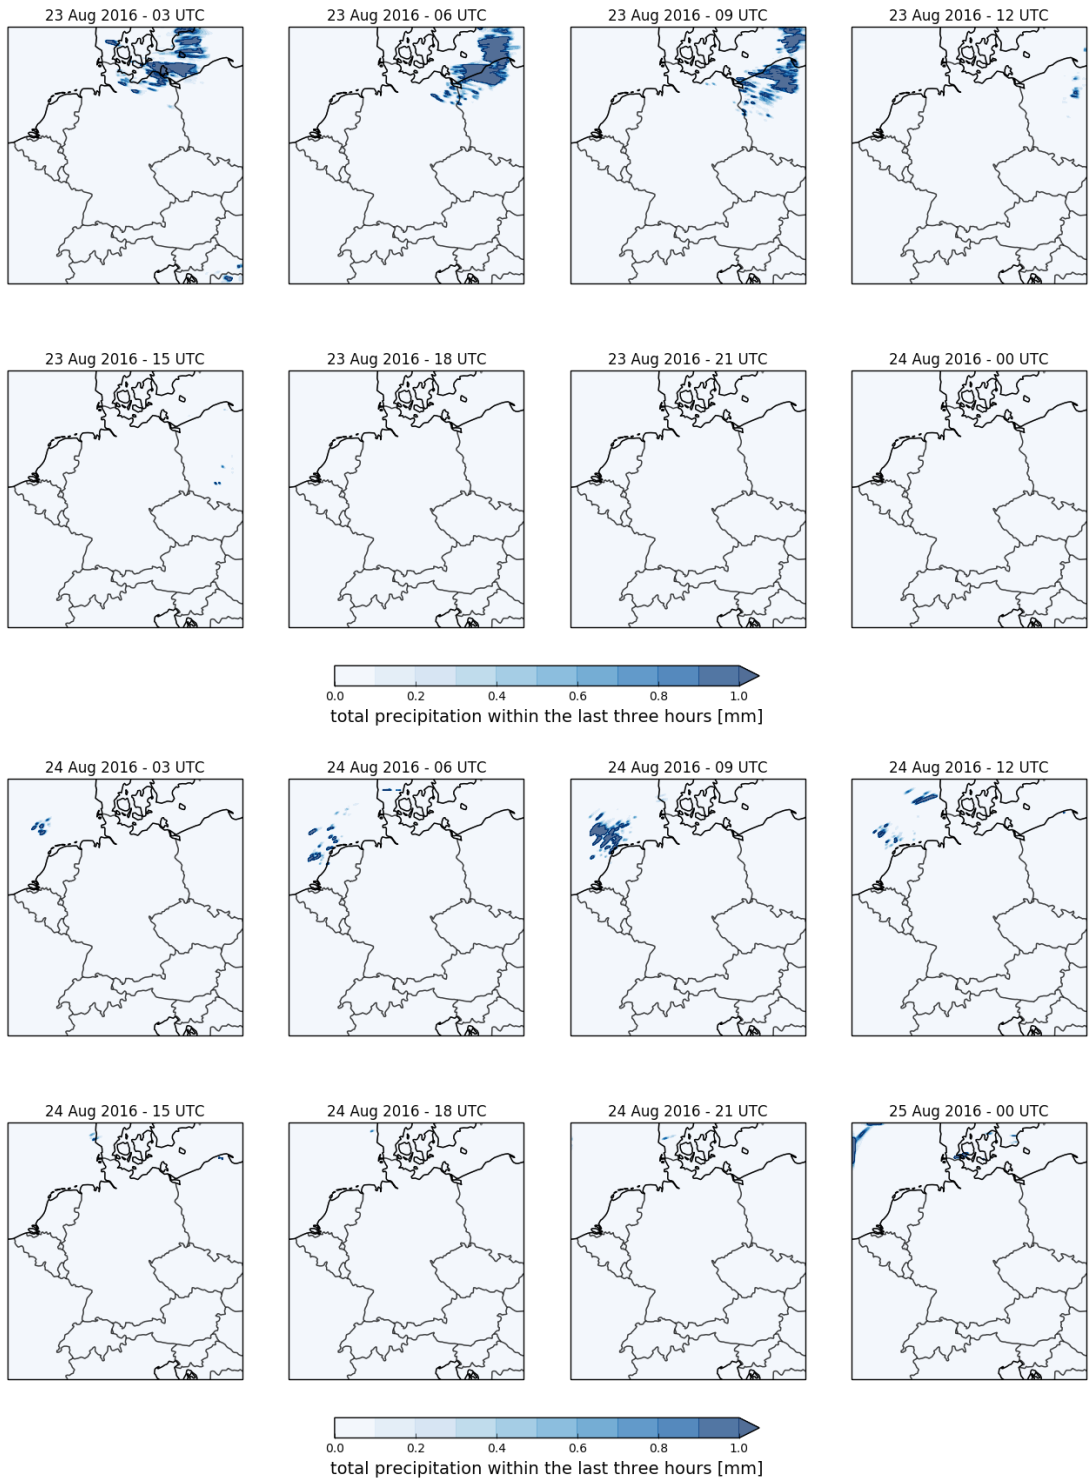 23 Aug 2016 - 03 UTC
23 Aug 2016 - 06 UTC
23 Aug 2016 - 09 UTC
23 Aug 2016 - 12 UTC
23 Aug 2016 - 15 UTC
23 Aug 2016 - 18 UTC
23 Aug 2016 - 21 UTC
24 Aug 2016 - 00 UTC
0.0 0.2 0.4 0.6 0.8 1.0
total precipitation within the last three hours [mm]
24 Aug 2016 - 03 UTC
24 Aug 2016 - 06 UTC
24 Aug 2016 - 09 UTC
24 Aug 2016 - 12 UTC
24 Aug 2016 - 15 UTC
24 Aug 2016 - 18 UTC
24 Aug 2016 - 21 UTC
25 Aug 2016 - 00 UTC
0.0 0.2 0.4 0.6 0.8 1.0
total precipitation within the last three hours [mm]